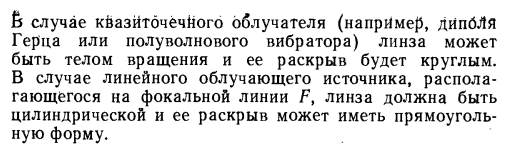 В случае квазиточечного облучателя (например, диполя
Герца или полуволнового вибратора) линза может
быть телом вращения и ее раскрыв будет круглым.
В случае линейного облучающего источника, распола-
гающегося на фокальной линии F, линза должна быть
цилиндрической и ее раскрыв может иметь прямоуголь-
ную форму.